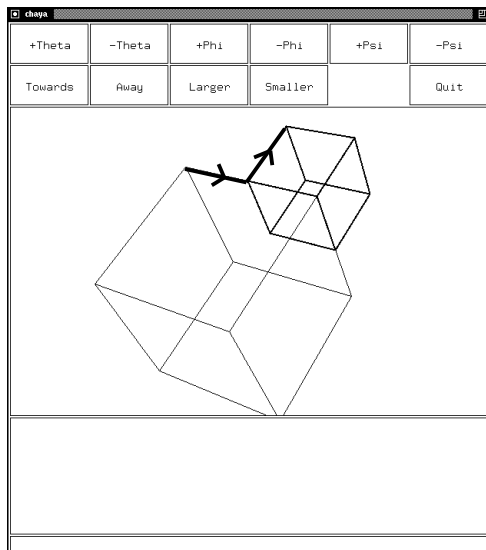 chaya
+Theta -Theta +Phi -Phi +Psi -Psi
Towards Away Larger Smaller Quit